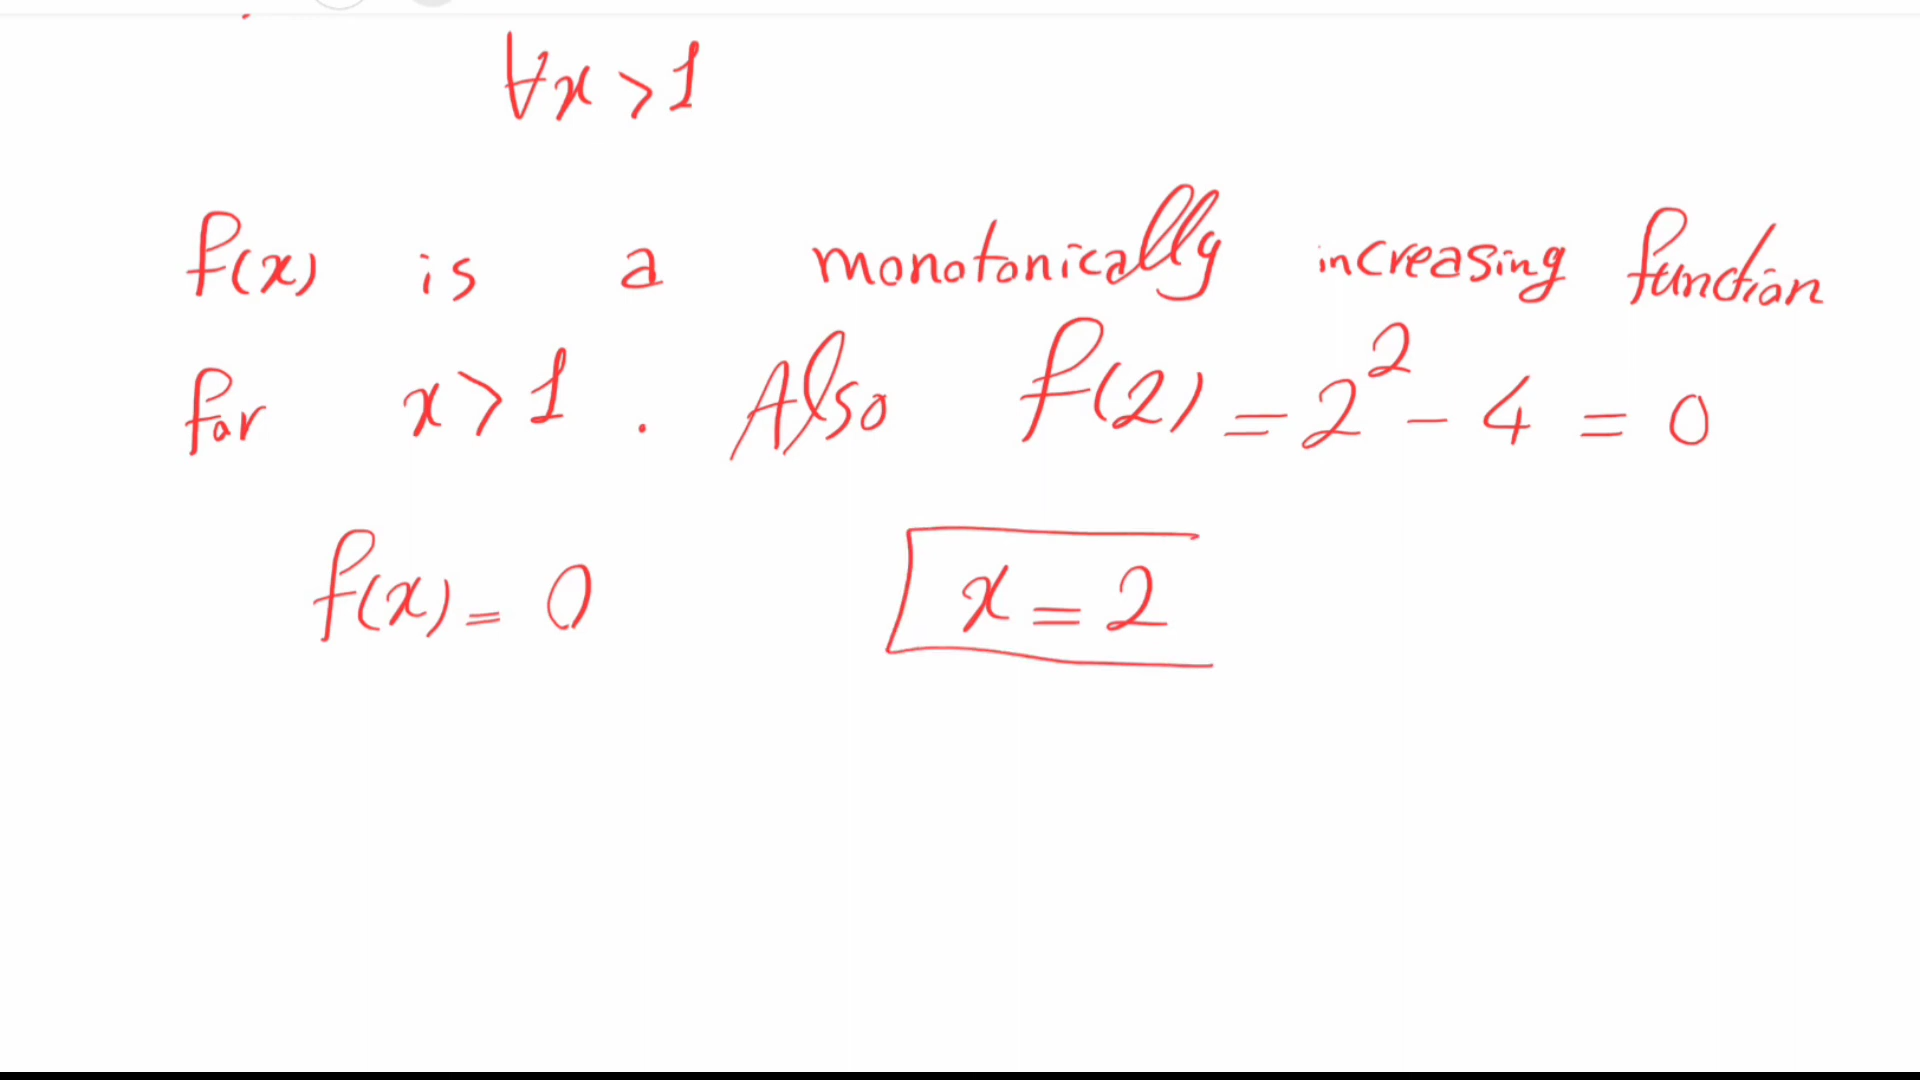 ∀x > 1
f(x) is a monotonically increasing function
for x > 1 . Also f(2) = 2² - 4 = 0
f(x) = 0 x = 2